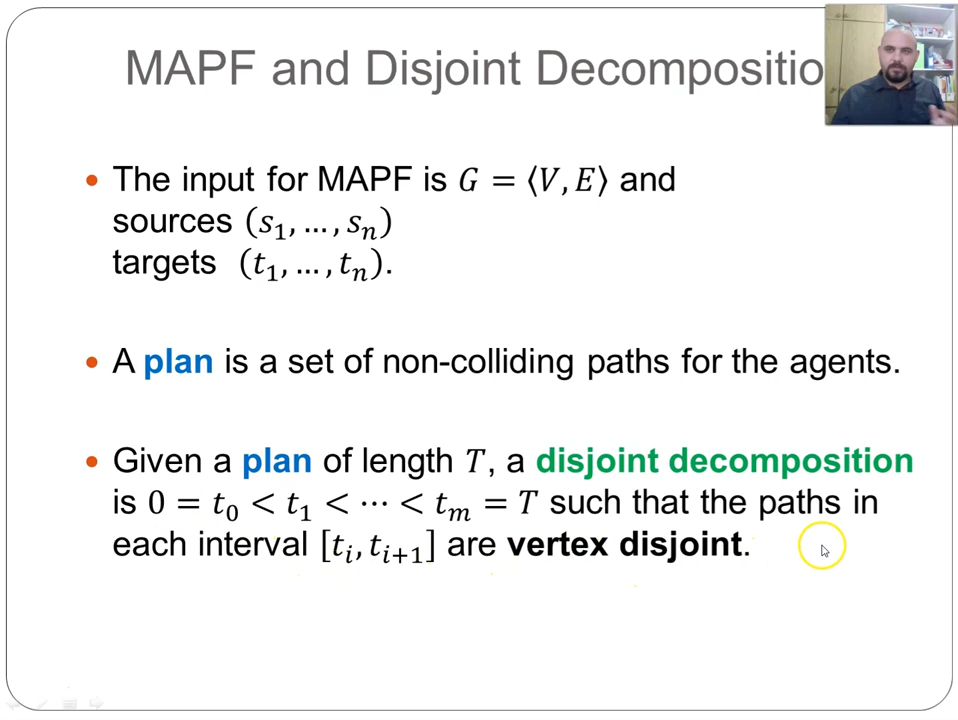 MAPF and Disjoint Decompositio
• The input for MAPF is 𝐺 = ⟨𝑉, 𝐸⟩ and
sources (𝑠₁, … , 𝑠ₙ)
targets (𝑡₁, … , 𝑡ₙ).
• A plan is a set of non-colliding paths for the agents.
• Given a plan of length 𝑇, a disjoint decomposition
is 0 = 𝑡₀ < 𝑡₁ < ⋯ < 𝑡ₘ = 𝑇 such that the paths in
each interval [𝑡ᵢ, 𝑡ᵢ₊₁] are vertex disjoint.